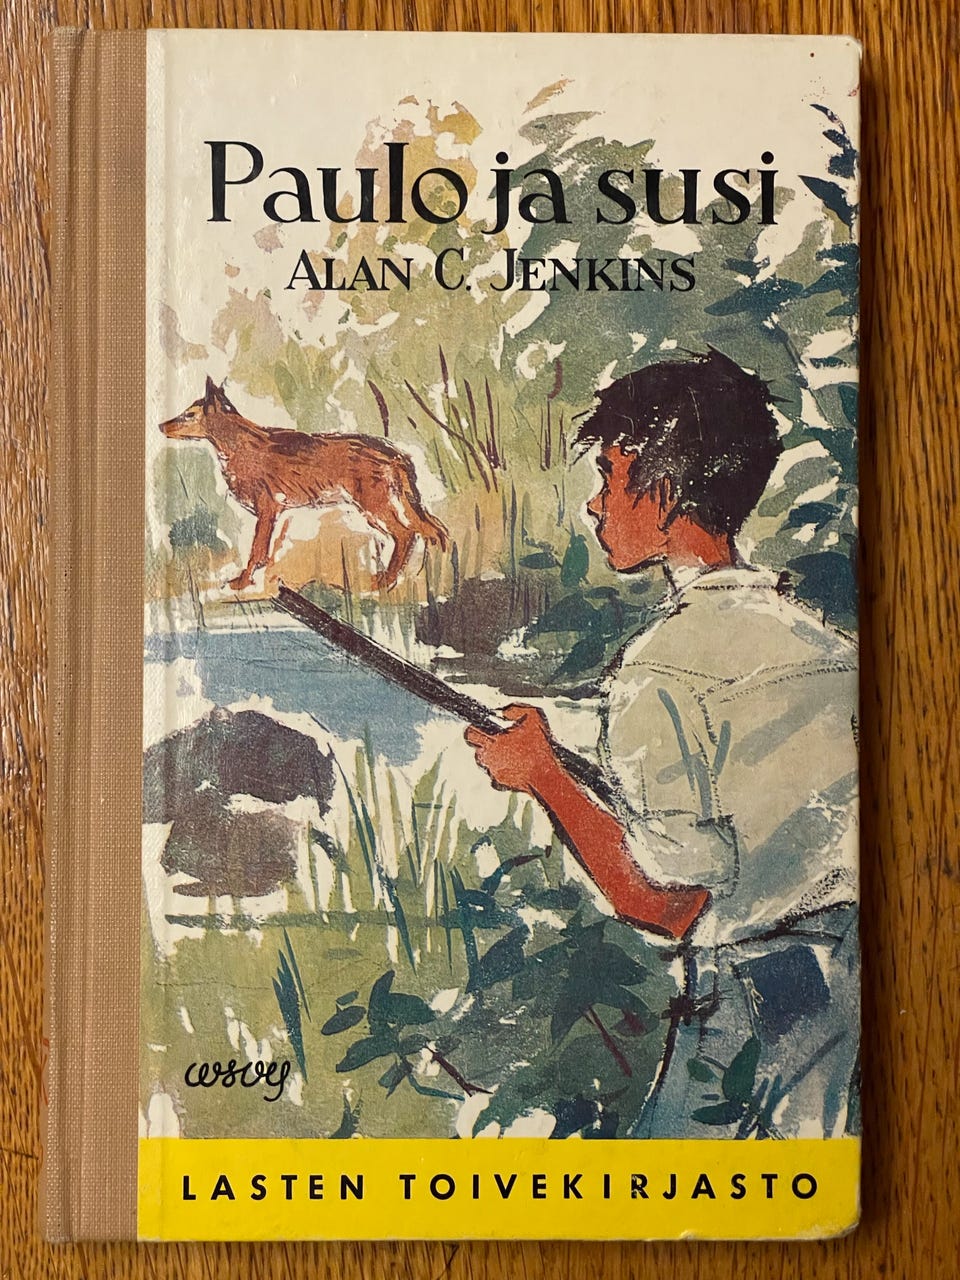 Paulo ja susi
ALAN C. JENKINS
wsoy
LASTEN TOIVEKIRJASTO